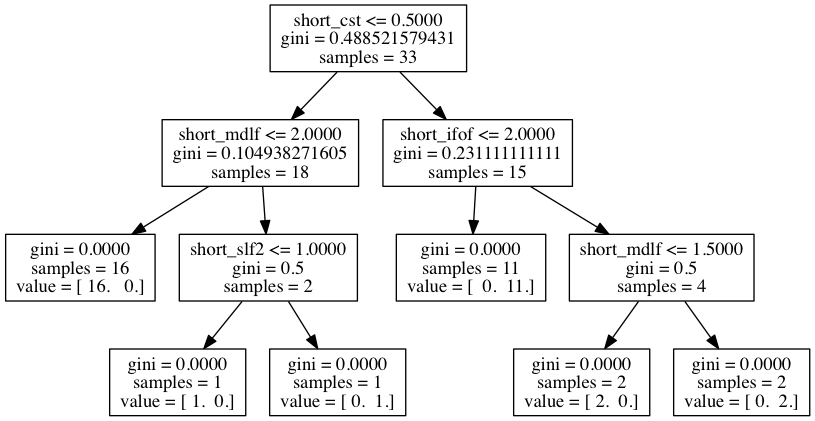 short_cst <= 0.5000
gini = 0.488521579431
samples = 33
short_mdlf <= 2.0000
gini = 0.104938271605
samples = 18
short_ifof <= 2.0000
gini = 0.231111111111
samples = 15
gini = 0.0000
samples = 16
value = [ 16.   0.]
short_slf2 <= 1.0000
gini = 0.5
samples = 2
gini = 0.0000
samples = 11
value = [  0.  11.]
short_mdlf <= 1.5000
gini = 0.5
samples = 4
gini = 0.0000
samples = 1
value = [ 1.  0.]
gini = 0.0000
samples = 1
value = [ 0.  1.]
gini = 0.0000
samples = 2
value = [ 2.  0.]
gini = 0.0000
samples = 2
value = [ 0.  2.]